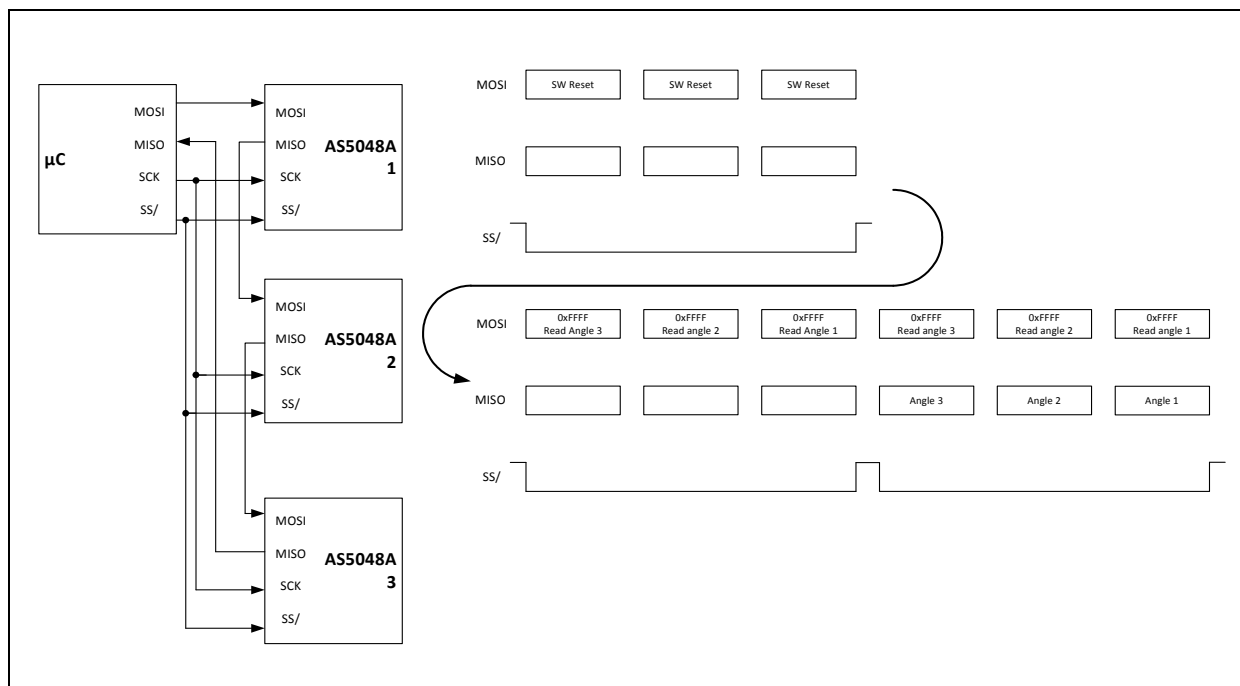 µC
MOSI
MISO
SCK
SS/
MOSI
MISO
SCK
SS/
AS5048A
1
MOSI
MISO
SCK
SS/
AS5048A
2
MOSI
MISO
SCK
SS/
AS5048A
3
MOSI
SW Reset
SW Reset
SW Reset
MISO
SS/
MOSI
0xFFFF
Read Angle 3
0xFFFF
Read angle 2
0xFFFF
Read Angle 1
0xFFFF
Read angle 3
0xFFFF
Read angle 2
0xFFFF
Read angle 1
MISO
Angle 3
Angle 2
Angle 1
SS/